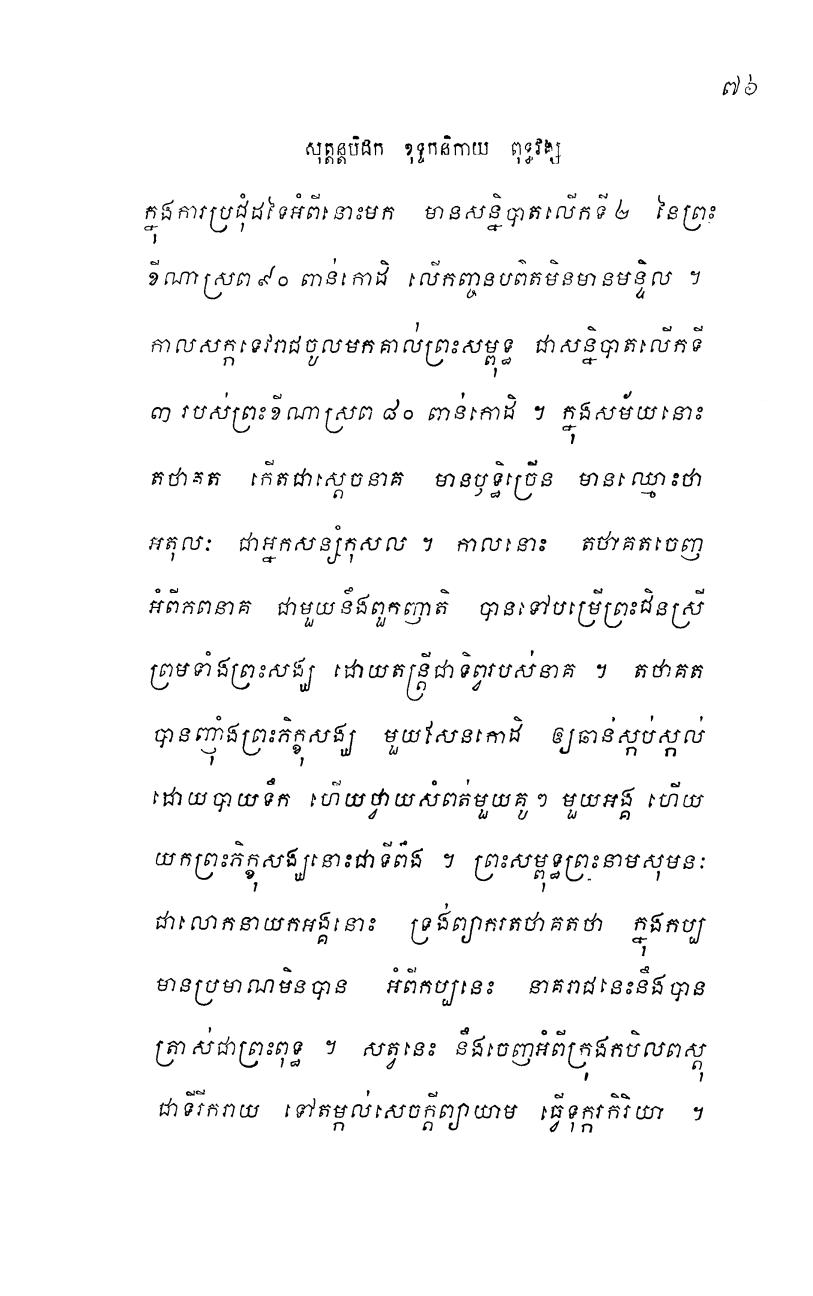 ៧៦
សុត្តន្តបិដក ខុទ្ទកនិកាយ ពុទ្ធវង្ស
ក្នុងការប្រជុំដទៃអំពីនោះមក មានសន្និបាតលើកទី ២ នៃព្រះ
ខីណាស្រព ៩០ ពាន់កោដិ លើកញ្ចនបព៌តមិនមានមន្ទិល ។
កាលសក្កទេវរាជចូលមកគាល់ព្រះសម្ពុទ្ធ ជាសន្និបាតលើកទី
៣ របស់ព្រះខីណាស្រព ៨០ ពាន់កោដិ ។ ក្នុងសម័យនោះ
តថាគត កើតជាស្តេចនាគ មានឫទ្ធិច្រើន មានឈ្មោះថា
អតុលៈ ជាអ្នកសន្សំកុសល ។ កាលនោះ តថាគតចេញ
អំពីភពនាគ ជាមួយនឹងពួកញាតិ បានទៅបម្រើព្រះជិនស្រី
ព្រមទាំងព្រះសង្ឃ ដោយតន្ត្រីជាទិព្វរបស់នាគ ។ តថាគត
បានញុំាងព្រះភិក្ខុសង្ឃ មួយសែនកោដិ ឲ្យឆាន់ស្កប់ស្កល់
ដោយបាយទឹក ហើយថ្វាយសំពត់មួយគូ ៗ មួយអង្គ ហើយ
យកព្រះភិក្ខុសង្ឃនោះជាទីពឹង ។ ព្រះសម្ពុទ្ធព្រះនាមសុមនៈ
ជាលោកនាយកអង្គនោះ ទ្រង់ព្យាករតថាគតថា ក្នុងកប្ប
មានប្រមាណមិនបាន អំពីកប្បនេះ នាគរាជនេះនឹងបាន
ត្រាស់ជាព្រះពុទ្ធ ។ សត្វនេះ នឹងចេញអំពីក្រុងកបិលពស្តុ
ជាទីរីករាយ ទៅតម្កល់សេចក្តីព្យាយាម ធ្វើទុក្ករកិរិយា ។